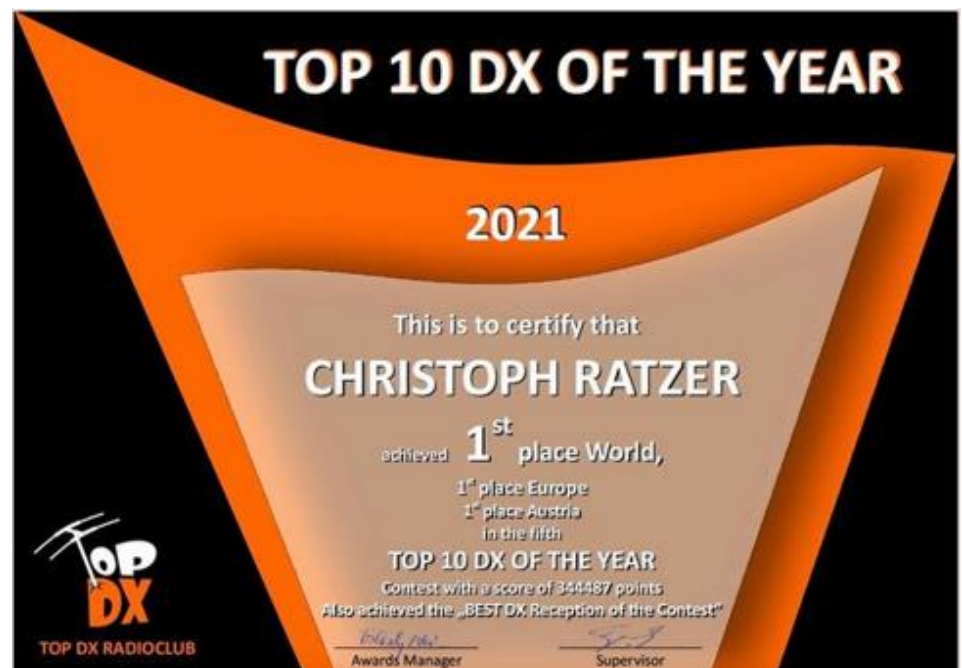 TOP 10 DX OF THE YEAR
2021
This is to certify that
CHRISTOPH RATZER
achieved 1st place World,
1st place Europe
1st place Austria
in the fifth
TOP 10 DX OF THE YEAR
Contest with a score of 344487 points
Also achieved the „BEST DX Reception of the Contest“
Awards Manager Supervisor
TOP
DX
TOP DX RADIOCLUB